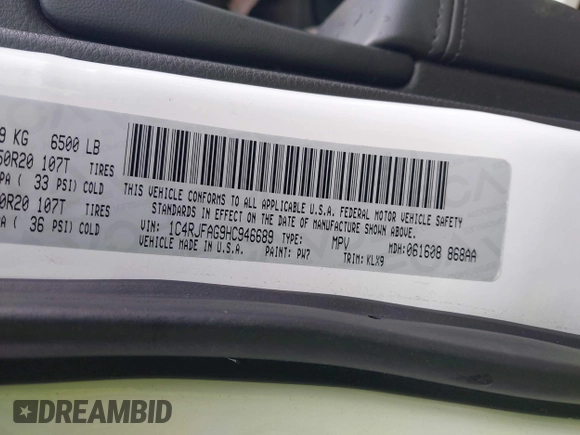 9 KG 6500 LB
50R20 107T TIRES
PA ( 33 PSI) COLD
0R20 107T TIRES
A ( 36 PSI) COLD
THIS VEHICLE CONFORMS TO ALL APPLICABLE U.S.A. FEDERAL MOTOR VEHICLE SAFETY
STANDARDS IN EFFECT ON THE DATE OF MANUFACTURE SHOWN ABOVE.
VIN: 1C4RJFAG9HC946689 TYPE: MPV MDH: 061608 868AA
VEHICLE MADE IN U.S.A. PAINT: PW7 TRIM: KLX9
DREAMBID